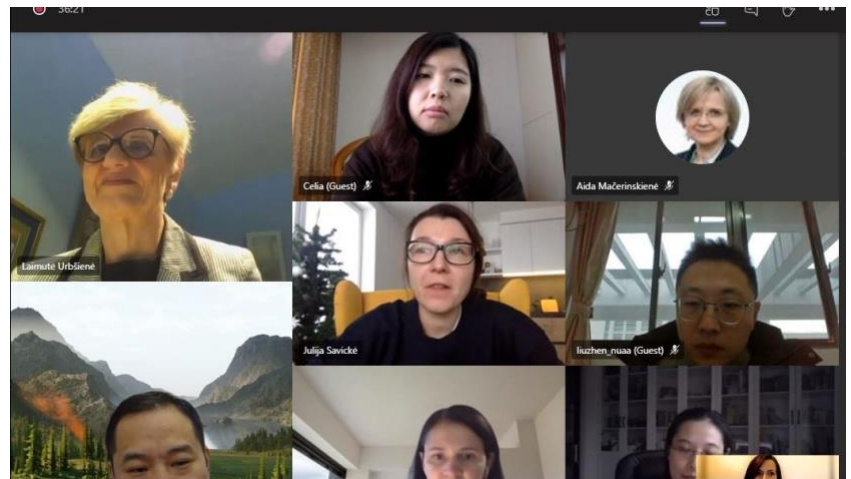 36:21
Celia (Guest)
Aida Mačerinskienė
Laimutė Urbšienė
Julija Savickė
liuzhen_nuaa (Guest)